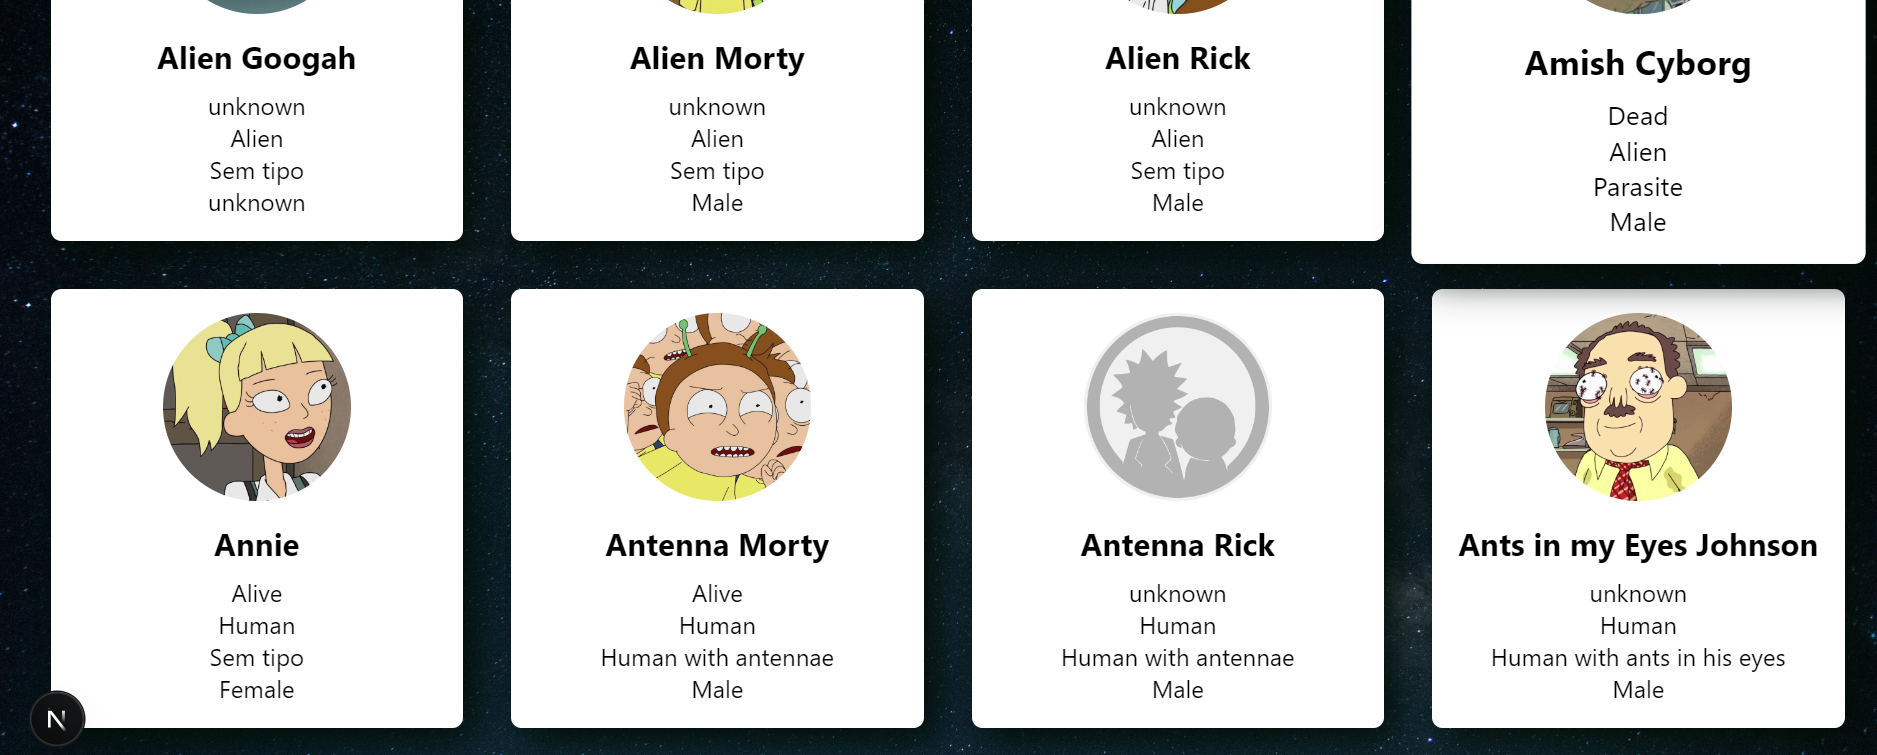 Alien Googah
unknown
Alien
Sem tipo
unknown
Alien Morty
unknown
Alien
Sem tipo
Male
Alien Rick
unknown
Alien
Sem tipo
Male
Amish Cyborg
Dead
Alien
Parasite
Male
Annie
Alive
Human
Sem tipo
Female
Antenna Morty
Alive
Human
Human with antennae
Male
Antenna Rick
unknown
Human
Human with antennae
Male
Ants in my Eyes Johnson
unknown
Human
Human with ants in his eyes
Male
N